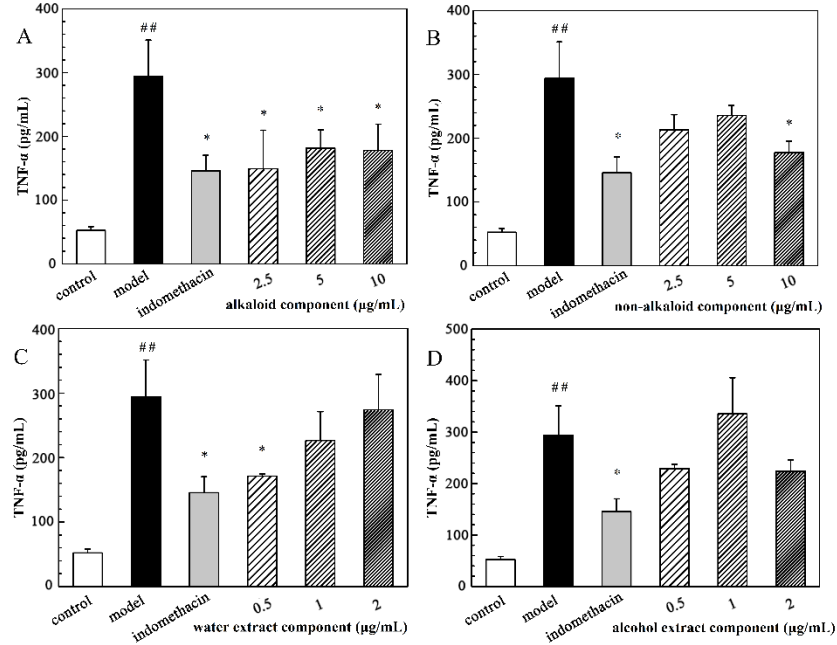 A
TNF-α (pg/mL)
400
300
200
100
0
##
*
*
*
*
control
model
indomethacin
2.5
5
10
alkaloid component (μg/mL)
B
TNF-α (pg/mL)
400
300
200
100
0
##
*
*
control
model
indomethacin
2.5
5
10
non-alkaloid component (μg/mL)
C
TNF-α (pg/mL)
400
300
200
100
0
##
*
*
control
model
indomethacin
0.5
1
2
water extract component (μg/mL)
D
TNF-α (pg/mL)
500
400
300
200
100
0
##
*
control
model
indomethacin
0.5
1
2
alcohol extract component (μg/mL)